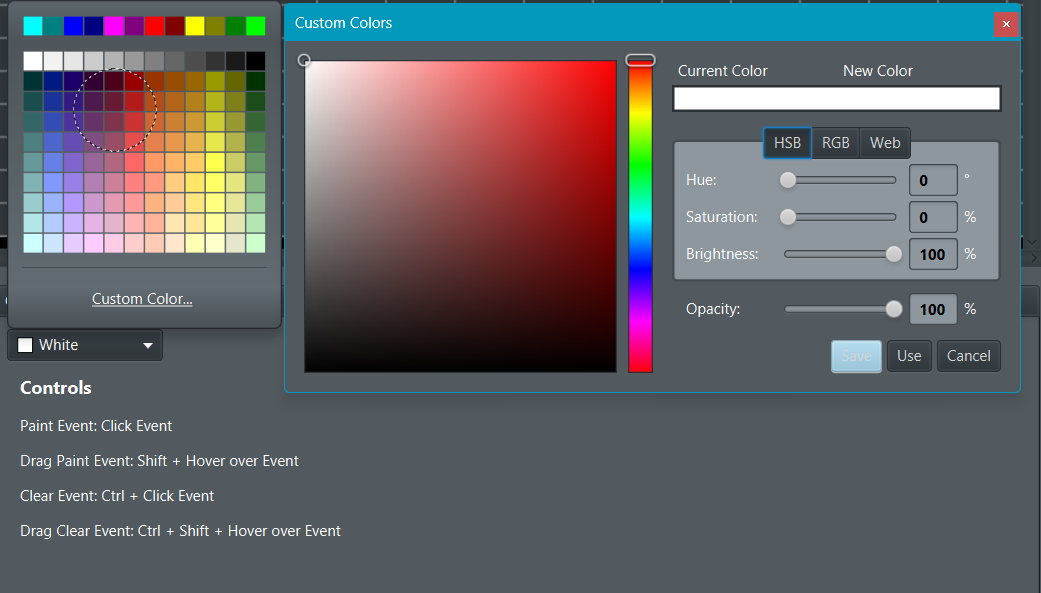 Custom Colors
Current Color
New Color
HSB
RGB
Web
Hue:
0
°
Saturation:
0
%
Brightness:
100
%
Opacity:
100
%
Save
Use
Cancel
Custom Color...
White
Controls
Paint Event: Click Event
Drag Paint Event: Shift + Hover over Event
Clear Event: Ctrl + Click Event
Drag Clear Event: Ctrl + Shift + Hover over Event